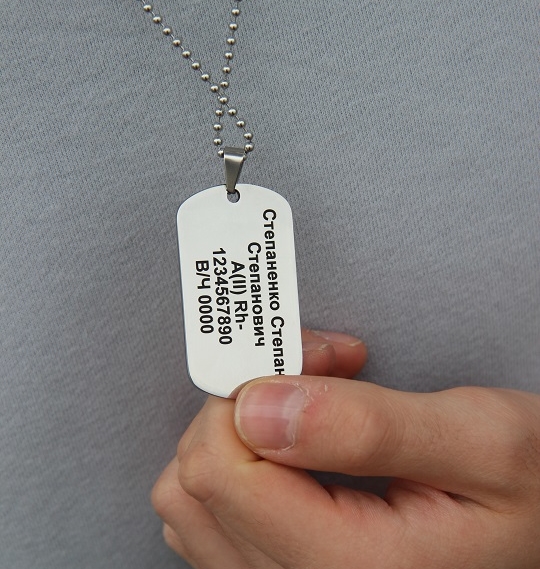 Степаненко Степан
Степанович
A(II) Rh-
1234567890
В/Ч 0000